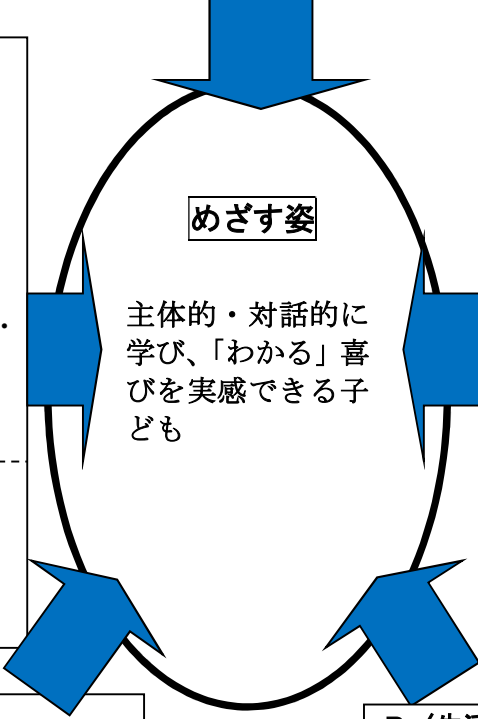 めざす姿
主体的・対話的に
学び、「わかる」喜
びを実感できる子
ども